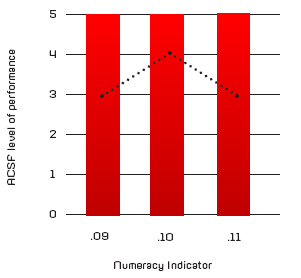 5
4
3
2
1
0
ACSF level of performance
.09 .10 .11
Numeracy Indicator